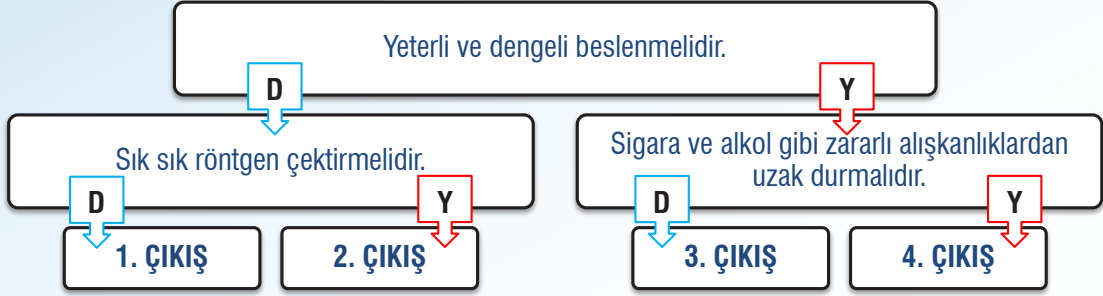 Yeterli ve dengeli beslenmelidir.
D
Y
Sık sık röntgen çektirmelidir.
Sigara ve alkol gibi zararlı alışkanlıklardan
uzak durmalıdır.
D
Y
D
Y
1. ÇIKIŞ
2. ÇIKIŞ
3. ÇIKIŞ
4. ÇIKIŞ